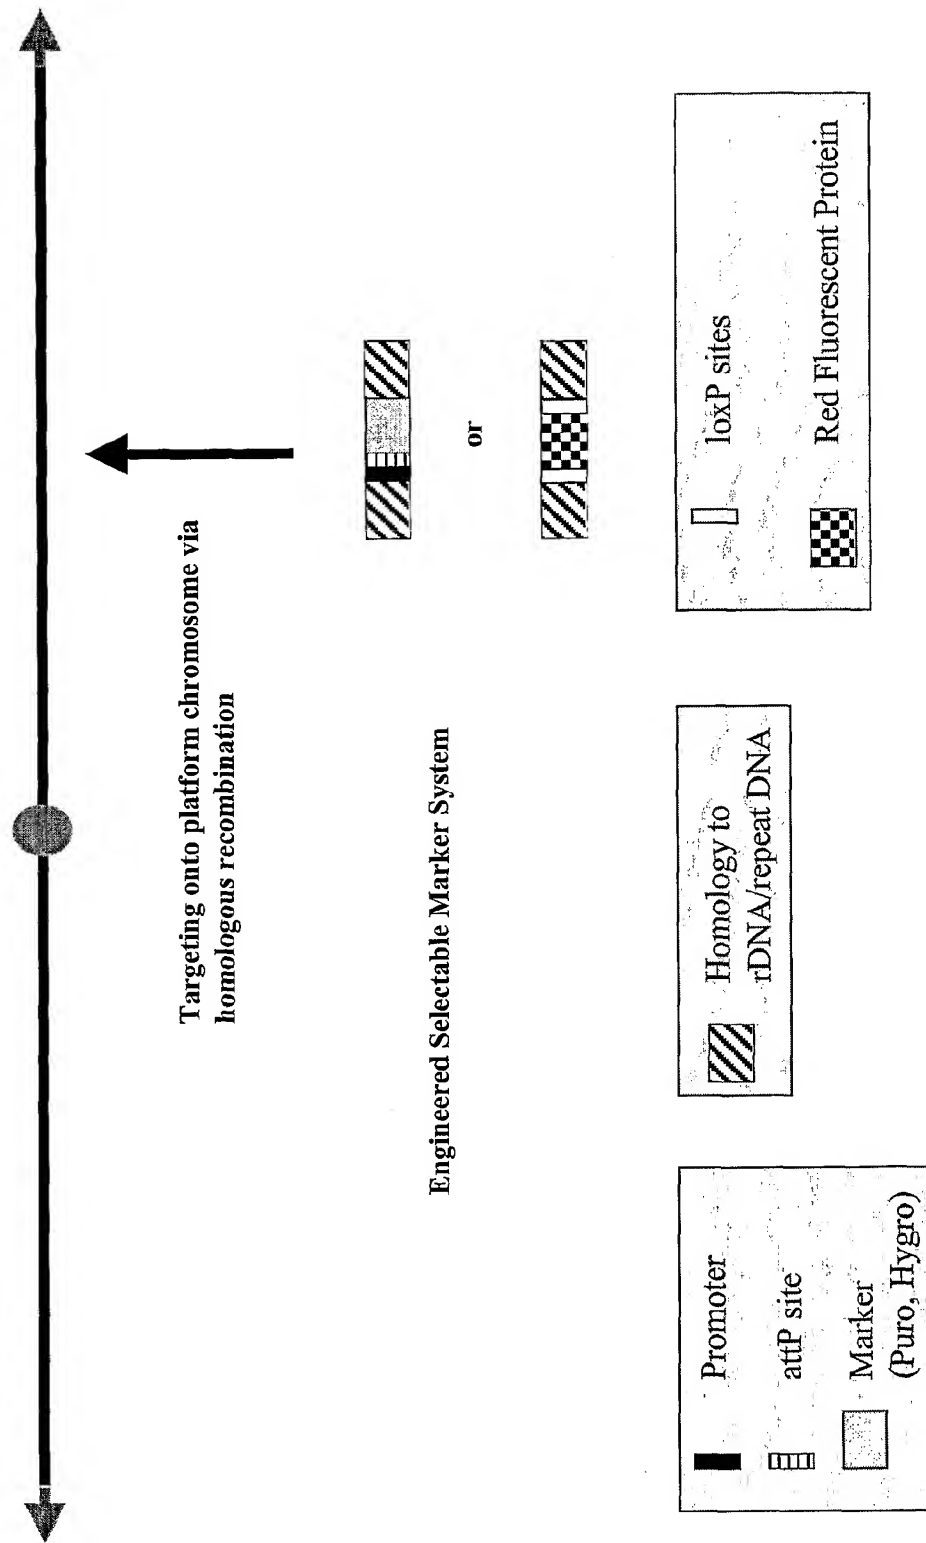 Targeting onto platform chromosome via
homologous recombination
Engineered Selectable Marker System
or
Promoter
attP site
Marker
(Puro, Hygro)
Homology to
rDNA/repeat DNA
loxP sites
Red Fluorescent Protein